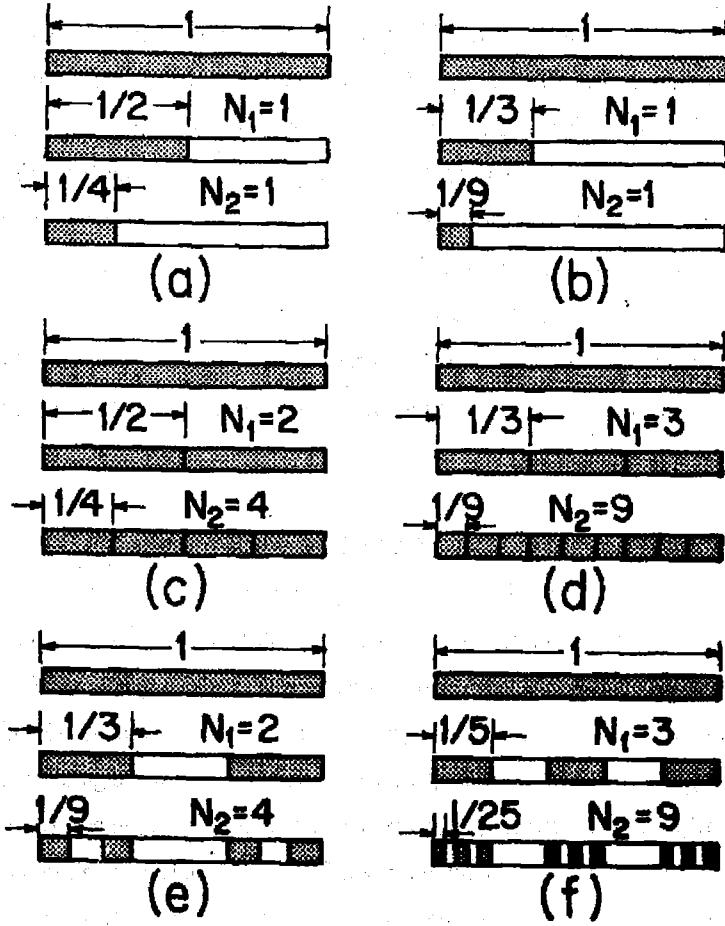 1
1/2 N₁=1
1/4 N₂=1
(a)
1
1/3 N₁=1
1/9 N₂=1
(b)
1
1/2 N₁=2
1/4 N₂=4
(c)
1
1/3 N₁=3
1/9 N₂=9
(d)
1
1/3 N₁=2
1/9 N₂=4
(e)
1
1/5 N₁=3
1/25 N₂=9
(f)